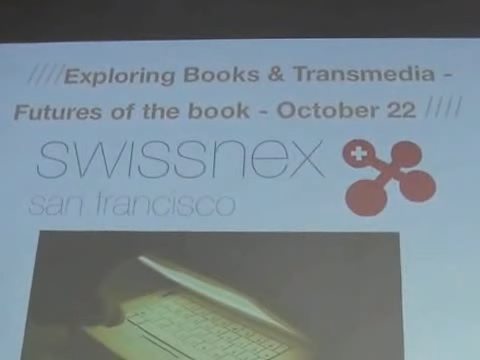 ////Exploring Books & Transmedia -
Futures of the book - October 22 ////
swissnex
san francisco